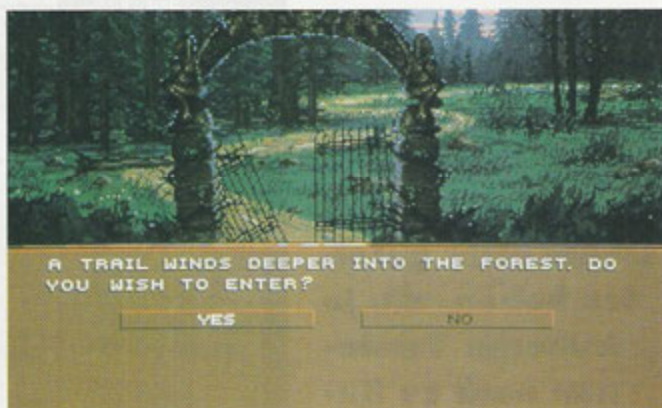 A TRAIL WINDS DEEPER INTO THE FOREST. DO
YOU WISH TO ENTER?
YES
NO